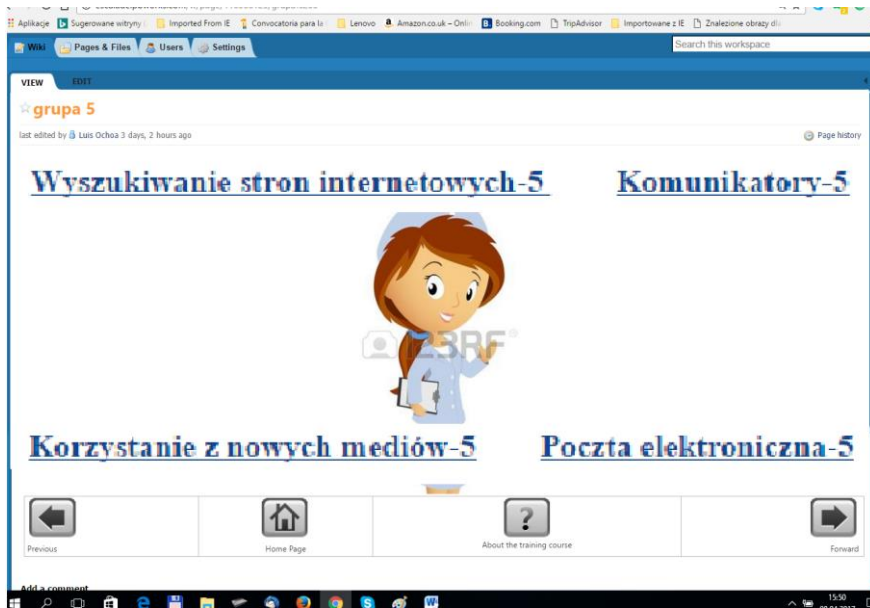 Aplikacje Sugerowane witryny Imported From IE Convocatoria para la Lenovo Amazon.co.uk – Onlin Booking.com TripAdvisor Importowane z IE Znalezione obrazy dla
Wiki Pages & Files Users Settings Search this workspace
VIEW EDIT
grupa 5
last edited by Luis Ochoa 3 days, 2 hours ago Page history
Wyszukiwanie stron internetowych-5 Komunikatory-5
123RF
Korzystanie z nowych mediów-5 Poczta elektroniczna-5
Previous Home Page About the training course Forward
Add a comment
15:50